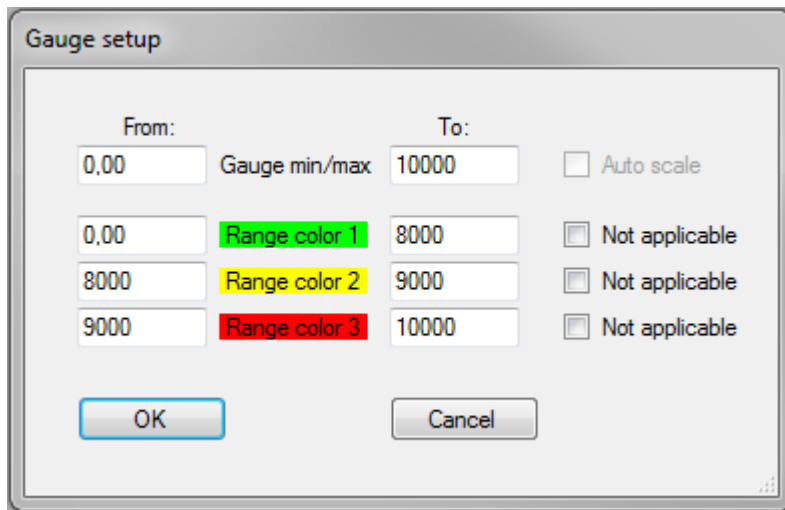 Gauge setup
From: To:
0,00 Gauge min/max 10000 Auto scale
0,00 Range color 1 8000 Not applicable
8000 Range color 2 9000 Not applicable
9000 Range color 3 10000 Not applicable
OK Cancel